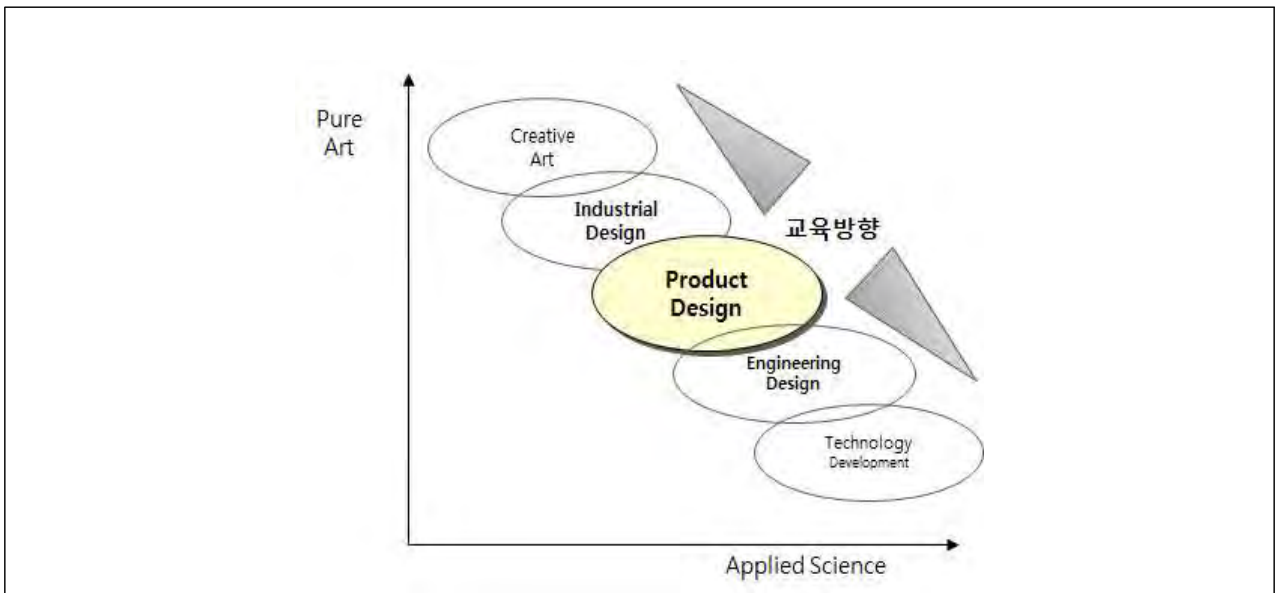 Pure
Art
Creative
Art
Industrial
Design
교육방향
Product
Design
Engineering
Design
Technology
Development
Applied Science